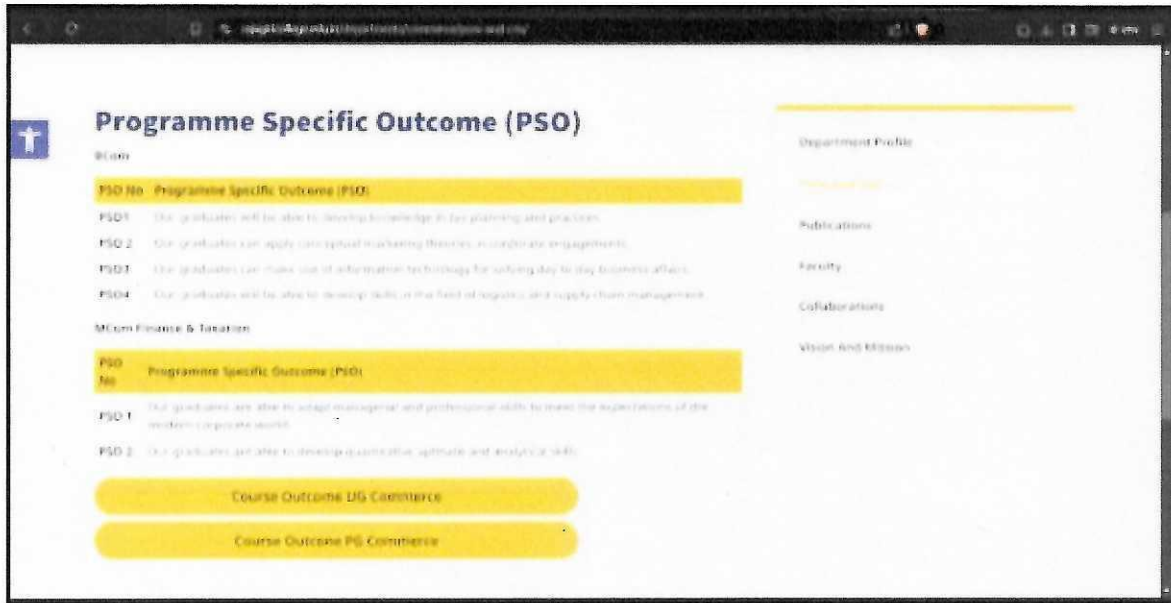 Programme Specific Outcome (PSO)
BCom
PSO No Programme Specific Outcome (PSO)
PSO1 Our graduates will be able to develop knowledge in tax planning and practices.
PSO 2 Our graduates can apply conceptual marketing theories in corporate engagements.
PSO3 Our graduates can make use of information technology for solving day to day business affairs.
PSO4 Our graduates will be able to develop skills in the field of logistics and supply chain management.
MCom Finance & Taxation
PSO
No
Programme Specific Outcome (PSO)
PSO 1 Our graduates are able to adapt managerial and professional skills to meet the expectations of the
modern corporate world.
PSO 2 Our graduates are able to develop quantitative, aptitude and analytical skills
Course Outcome UG Commerce
Course Outcome PG Commerce
Department Profile
Publications
Faculty
Collaborations
Vision And Mission